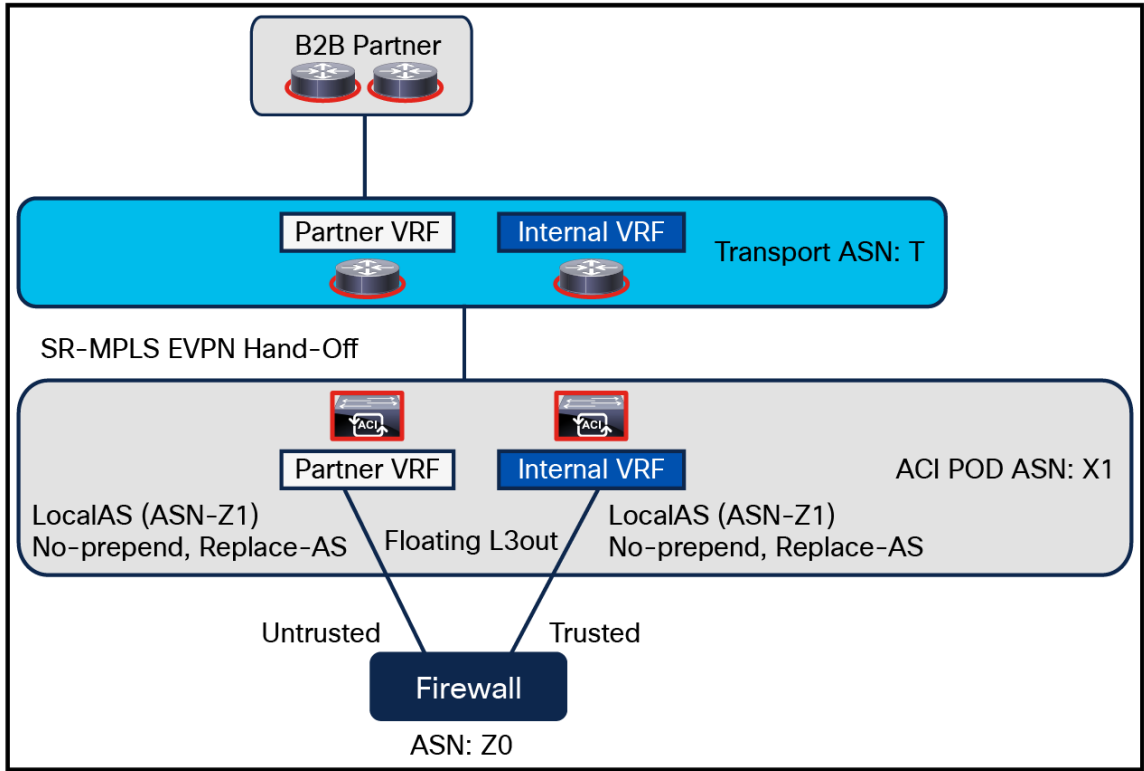 B2B Partner
Partner VRF
Internal VRF
Transport ASN: T
SR-MPLS EVPN Hand-Off
ACI
ACI
Partner VRF
Internal VRF
ACI POD ASN: X1
LocalAS (ASN-Z1)
No-prepend, Replace-AS
Floating L3out
LocalAS (ASN-Z1)
No-prepend, Replace-AS
Untrusted
Trusted
Firewall
ASN: Z0